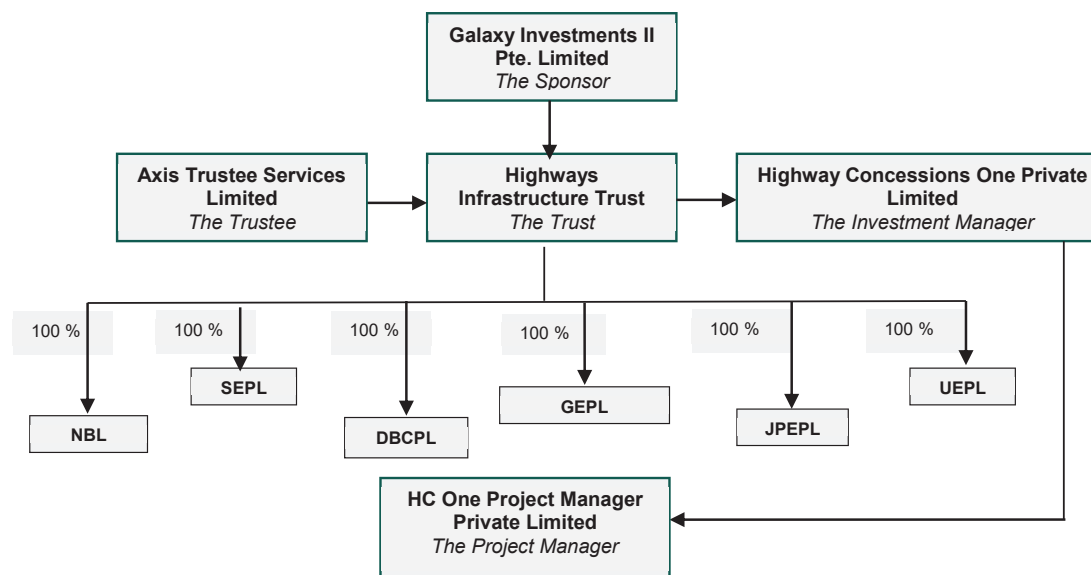 Galaxy Investments II
Pte. Limited
The Sponsor
Axis Trustee Services
Limited
The Trustee
Highways
Infrastructure Trust
The Trust
Highway Concessions One Private
Limited
The Investment Manager
100 %
100 %
100 %
100 %
100 %
100 %
NBL
SEPL
DBCPL
GEPL
JPEPL
UEPL
HC One Project Manager
Private Limited
The Project Manager